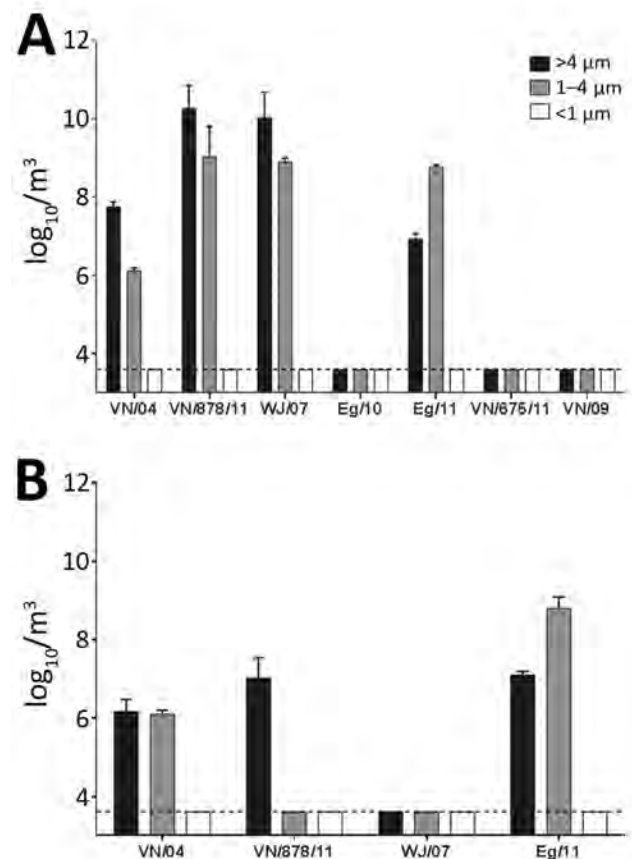 A
12
10
8
6
4
log10/m3
>4 μm
1–4 μm
<1 μm
VN/04 VN/878/11 WJ/07 Eg/10 Eg/11 VN/675/11 VN/09
B
12
10
8
6
4
log10/m3
VN/04 VN/878/11 WJ/07 Eg/11